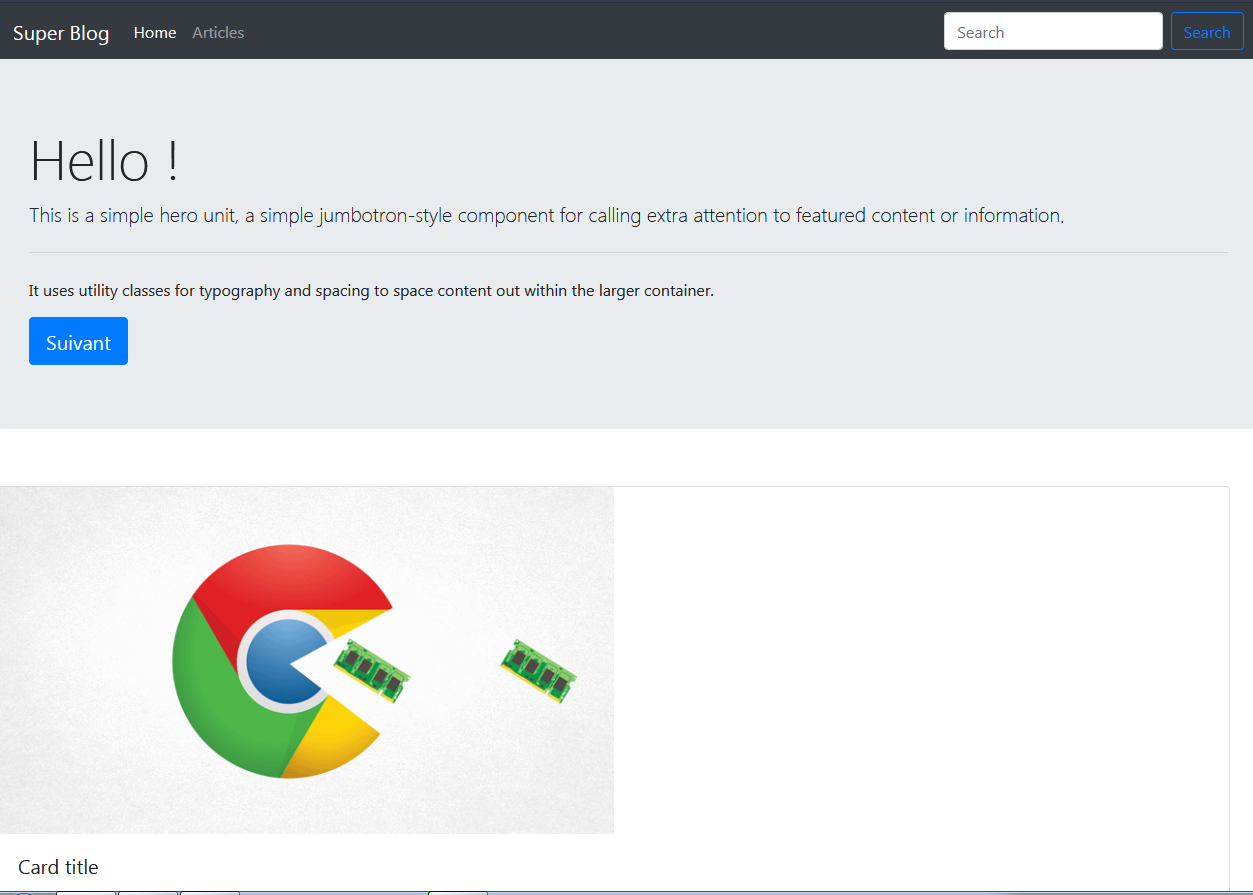 Super Blog Home Articles Search Search
Hello !
This is a simple hero unit, a simple jumbotron-style component for calling extra attention to featured content or information.
It uses utility classes for typography and spacing to space content out within the larger container.
Suivant
Card title